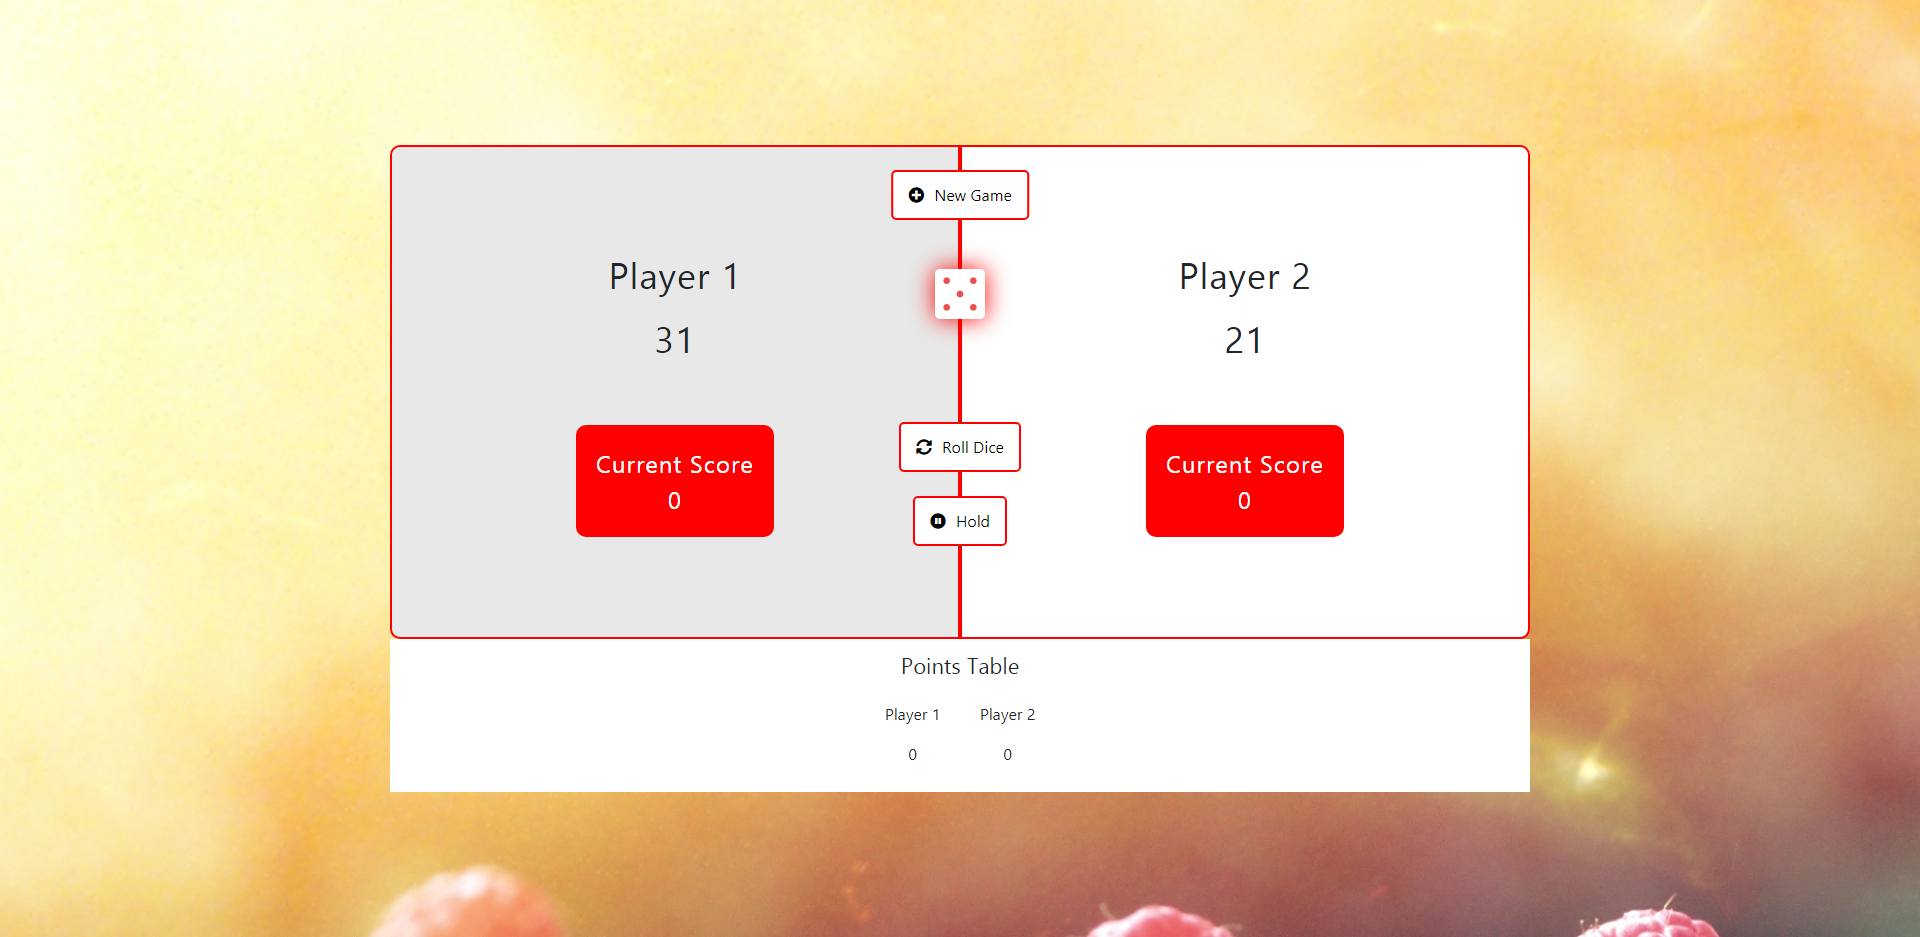 New Game
Player 1
31
Player 2
21
Current Score
0
Current Score
0
Roll Dice
Hold
Points Table
Player 1 Player 2
0 0